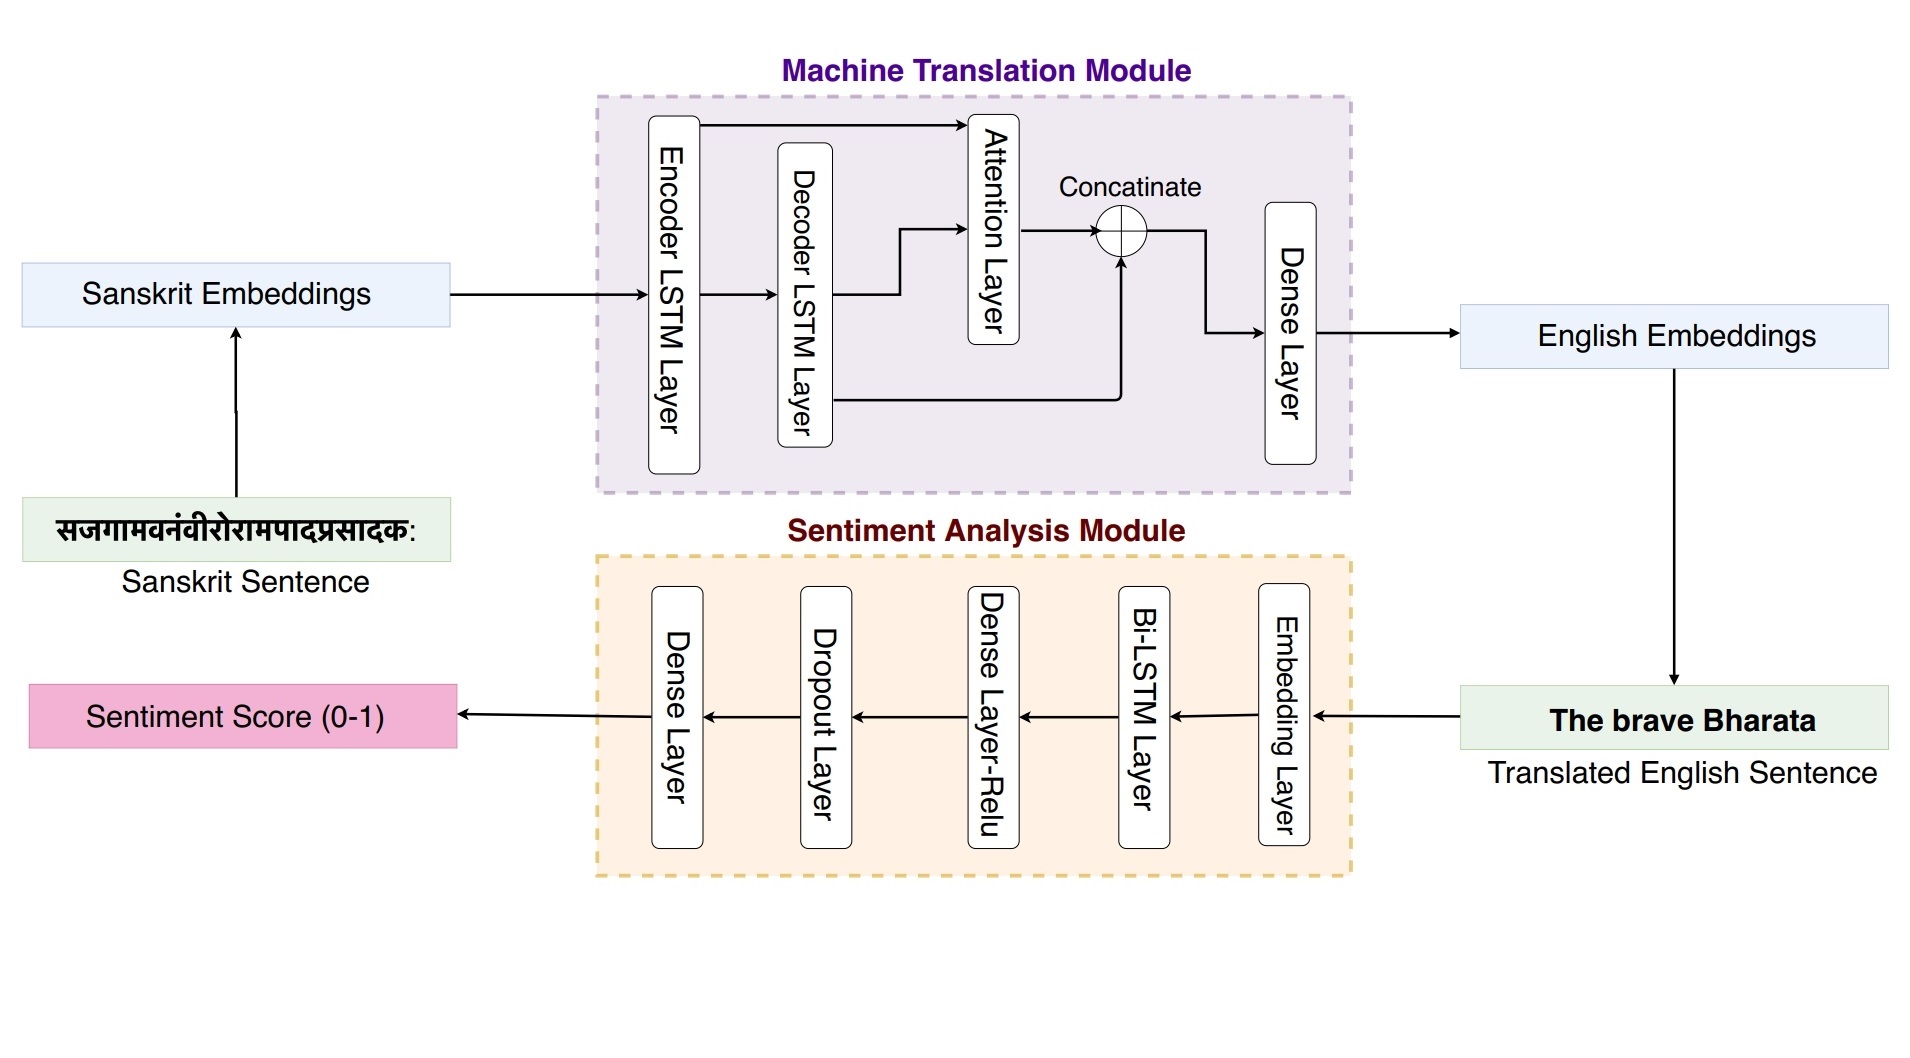 Machine Translation Module
Encoder LSTM Layer
Decoder LSTM Layer
Attention Layer
Concatinate
Dense Layer
Sanskrit Embeddings
English Embeddings
सजगामवनंवीरोरामपादप्रसादक:
Sanskrit Sentence
Sentiment Analysis Module
Dense Layer
Dropout Layer
Dense Layer-Relu
Bi-LSTM Layer
Embedding Layer
Sentiment Score (0-1)
The brave Bharata
Translated English Sentence